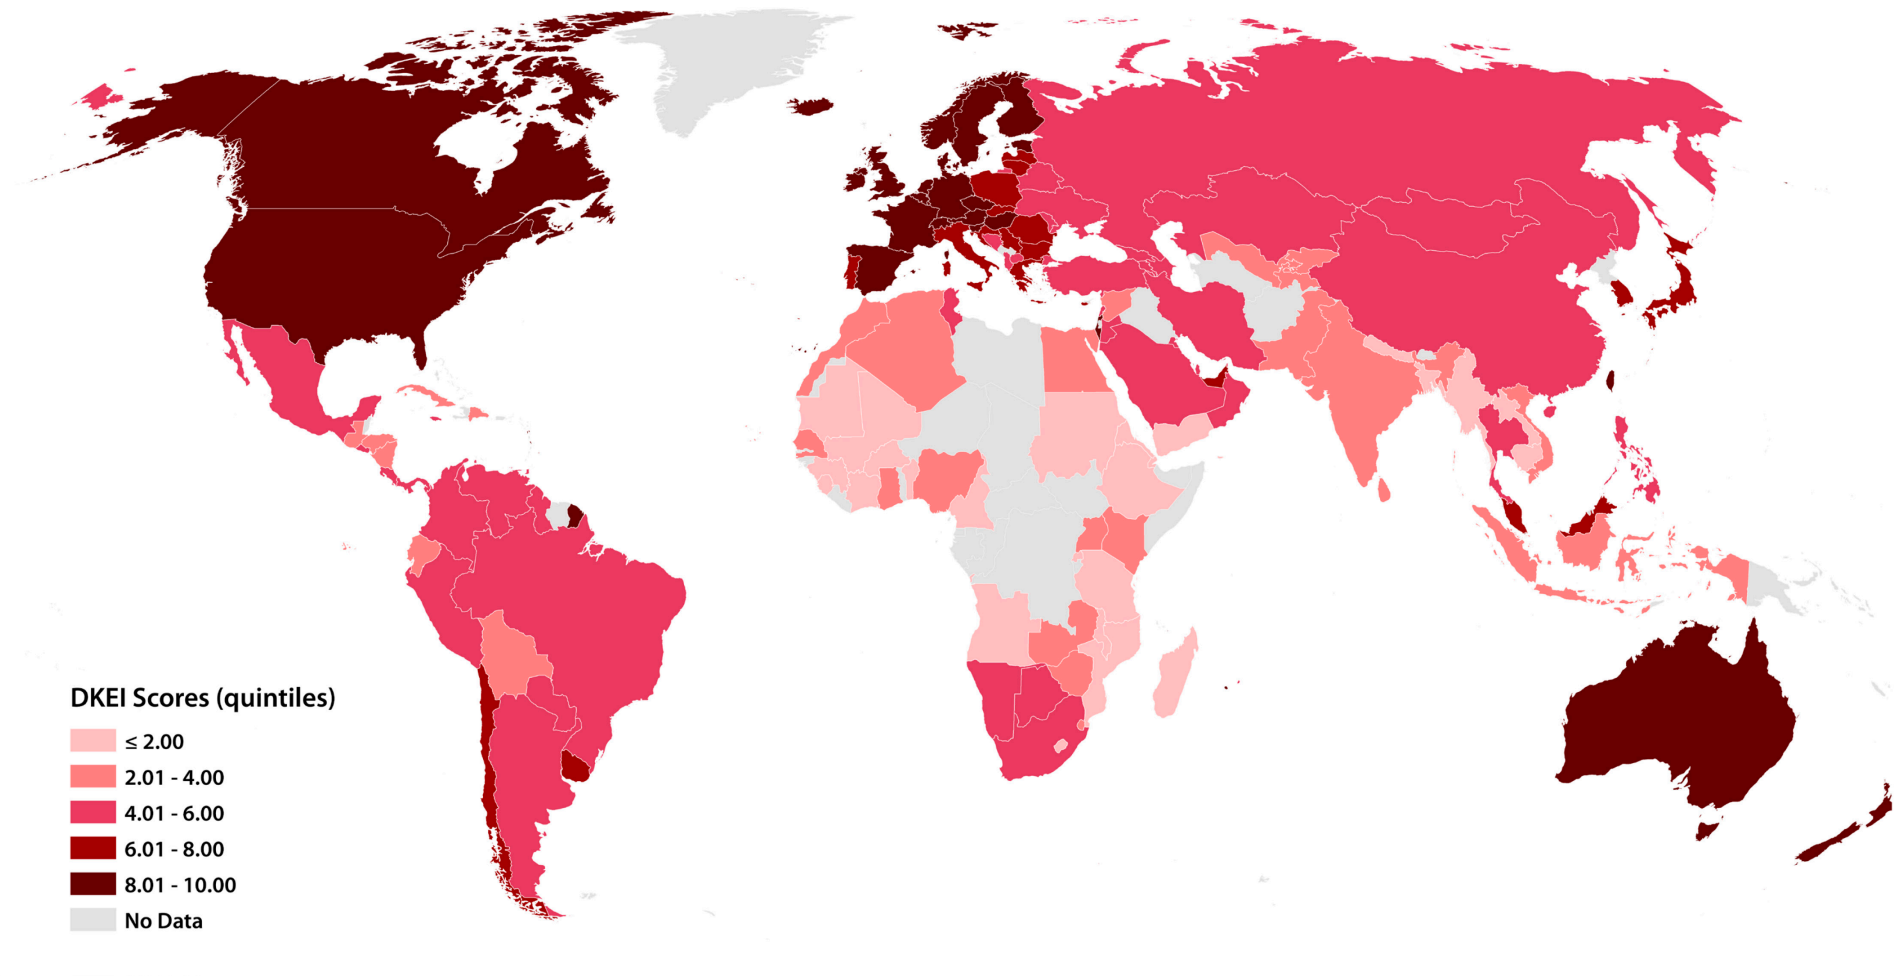 DKEI Scores (quintiles)
≤ 2.00
2.01 - 4.00
4.01 - 6.00
6.01 - 8.00
8.01 - 10.00
No Data